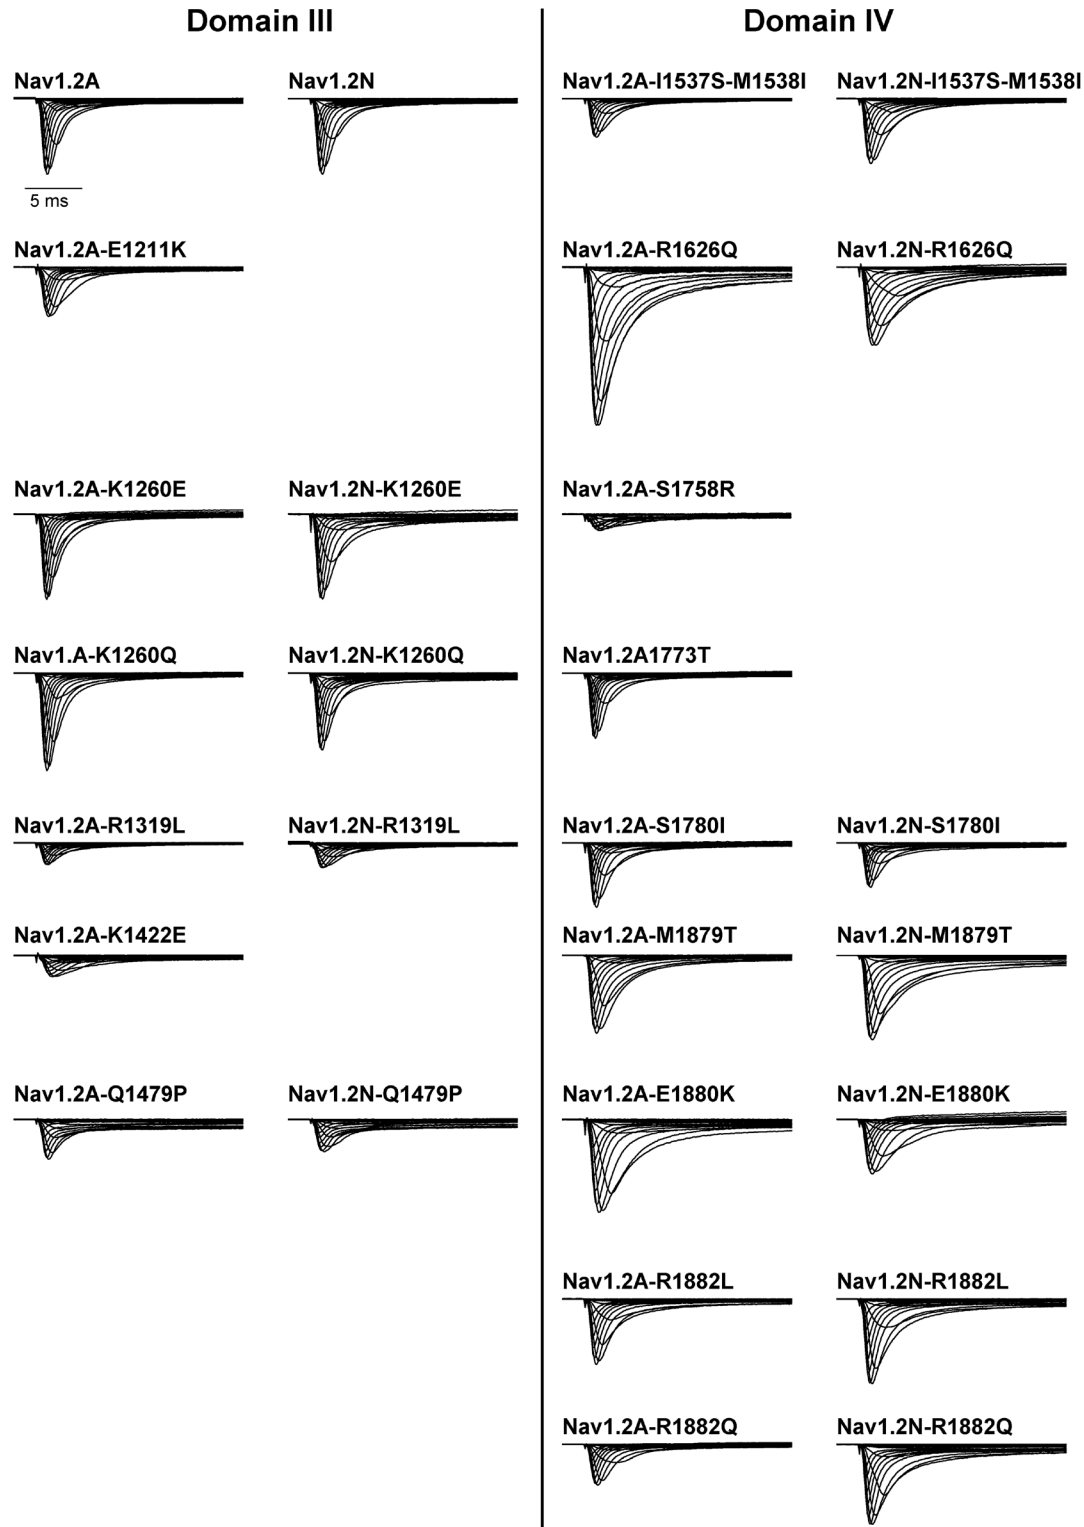 Domain III
Domain IV
Nav1.2A
Nav1.2N
Nav1.2A-I1537S-M1538I
Nav1.2N-I1537S-M1538I
5 ms
Nav1.2A-E1211K
Nav1.2A-R1626Q
Nav1.2N-R1626Q
Nav1.2A-K1260E
Nav1.2N-K1260E
Nav1.2A-S1758R
Nav1.A-K1260Q
Nav1.2N-K1260Q
Nav1.2A1773T
Nav1.2A-R1319L
Nav1.2N-R1319L
Nav1.2A-S1780I
Nav1.2N-S1780I
Nav1.2A-K1422E
Nav1.2A-M1879T
Nav1.2N-M1879T
Nav1.2A-Q1479P
Nav1.2N-Q1479P
Nav1.2A-E1880K
Nav1.2N-E1880K
Nav1.2A-R1882L
Nav1.2N-R1882L
Nav1.2A-R1882Q
Nav1.2N-R1882Q